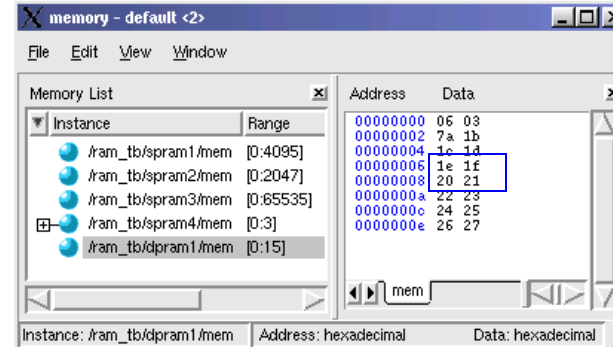 memory - default <2>
File Edit View Window
Memory List
Instance Range
/ram_tb/spram1/mem [0:4095]
/ram_tb/spram2/mem [0:2047]
/ram_tb/spram3/mem [0:65535]
/ram_tb/spram4/mem [0:3]
/ram_tb/dpram1/mem [0:15]
Address Data
00000000 06 03
00000002 7a 1b
00000004 1c 1d
00000006 1e 1f
00000008 20 21
0000000a 22 23
0000000c 24 25
0000000e 26 27
mem
Instance: /ram_tb/dpram1/mem Address: hexadecimal Data: hexadecimal